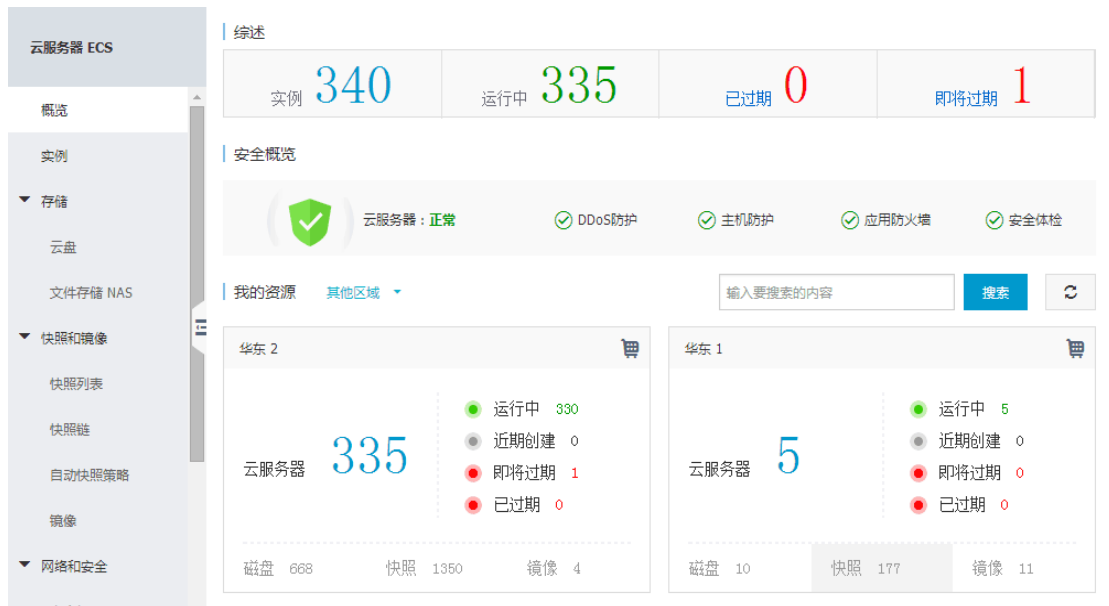 云服务器 ECS
概览
实例
存储
云盘
文件存储 NAS
快照和镜像
快照列表
快照链
自动快照策略
镜像
网络和安全
综述
实例 340 运行中 335 已过期 0 即将过期 1
安全概览
云服务器：正常 DDoS防护 主机防护 应用防火墙 安全体检
我的资源 其他区域 输入要搜索的内容 搜索
华东 2
云服务器 335
运行中 330
近期创建 0
即将过期 1
已过期 0
磁盘 668 快照 1350 镜像 4
华东 1
云服务器 5
运行中 5
近期创建 0
即将过期 0
已过期 0
磁盘 10 快照 177 镜像 11